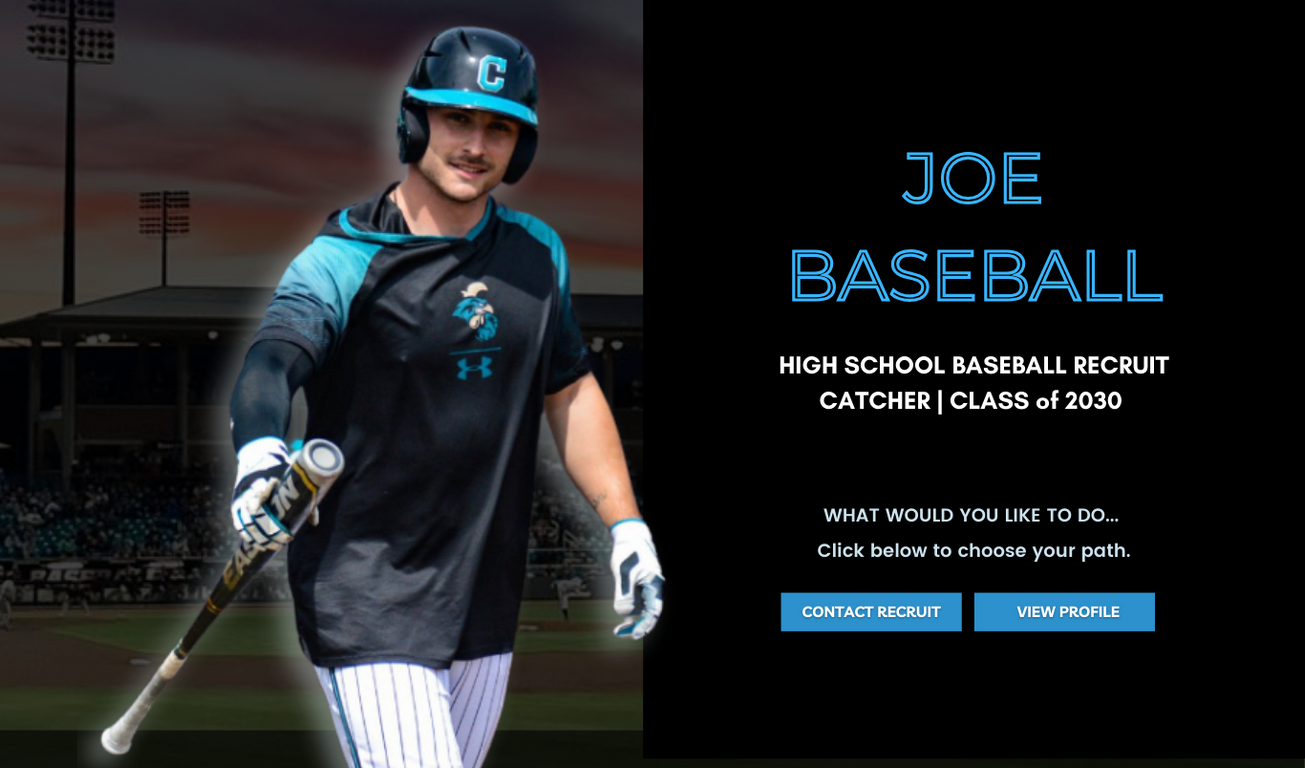 C
JOE
BASEBALL
HIGH SCHOOL BASEBALL RECRUIT
CATCHER | CLASS of 2030
EASTON
WHAT WOULD YOU LIKE TO DO...
Click below to choose your path.
BASEBALL
CONTACT RECRUIT
VIEW PROFILE